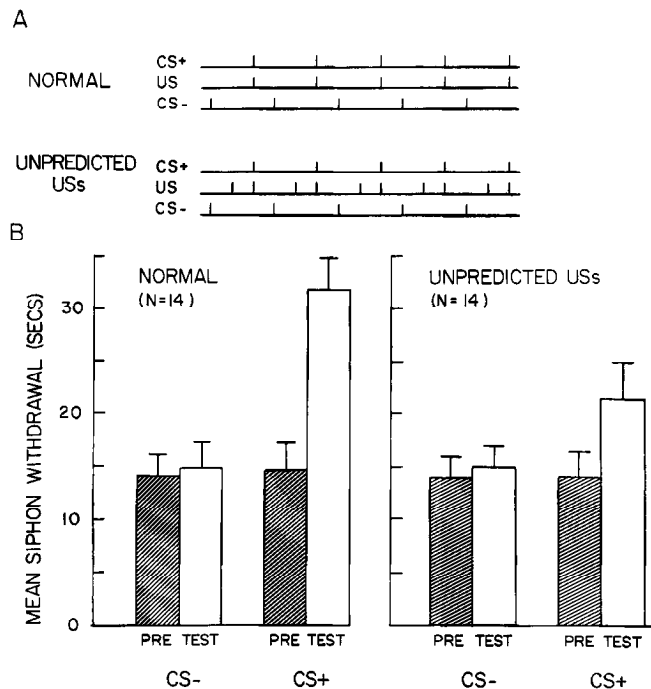 A
CS+
NORMAL
US
CS-
CS+
UNPREDICTED
USs
US
CS-
B
NORMAL
(N=14)
UNPREDICTED USs
(N=14)
MEAN SIPHON WITHDRAWAL (SECS)
30
20
10
0
PRE TEST PRE TEST PRE TEST PRE TEST
CS- CS+ CS- CS+